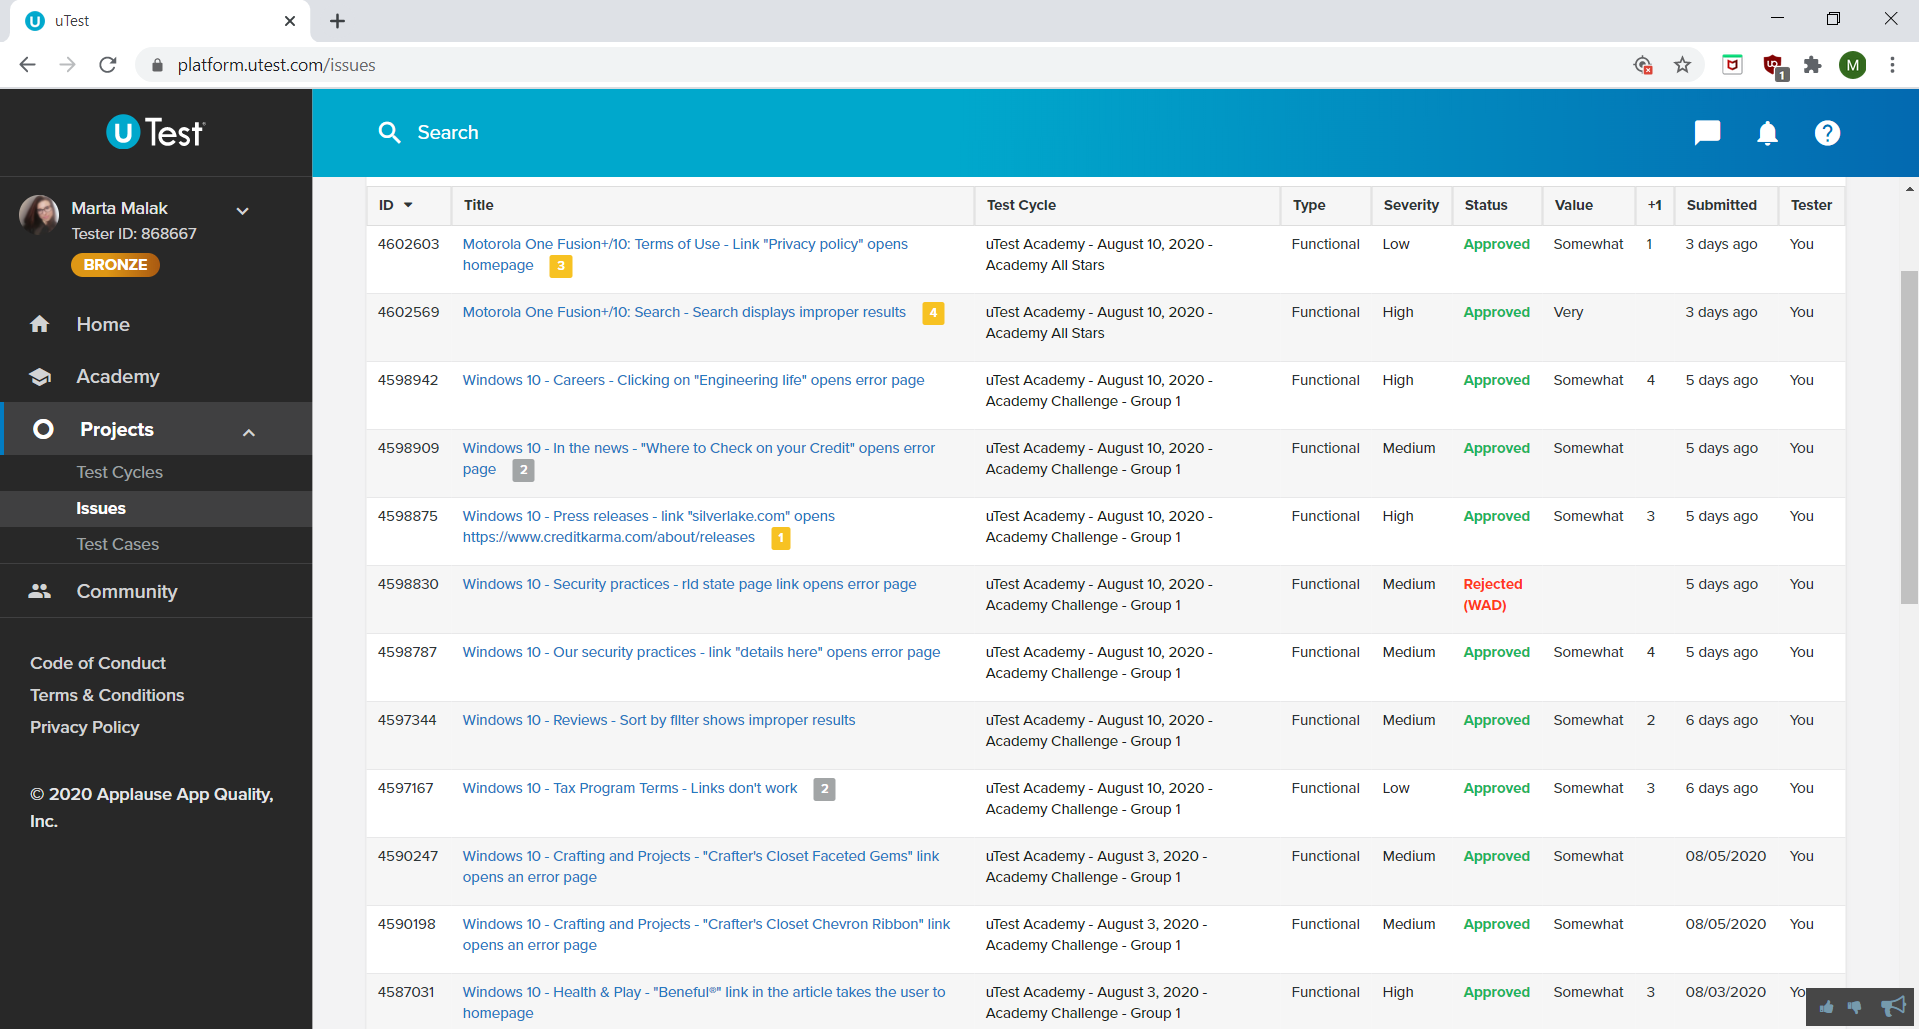 uTest
platform.utest.com/issues
1
M
U Test
Search
Marta Malak
Tester ID: 868667
BRONZE
Home
Academy
Projects
Test Cycles
Issues
Test Cases
Community
Code of Conduct
Terms & Conditions
Privacy Policy
© 2020 Applause App Quality,
Inc.
ID Title Test Cycle Type Severity Status Value +1 Submitted Tester
4602603 Motorola One Fusion+/10: Terms of Use - Link "Privacy policy" opens uTest Academy - August 10, 2020 - Functional Low Approved Somewhat 1 3 days ago You
homepage 3 Academy All Stars
4602569 Motorola One Fusion+/10: Search - Search displays improper results 4 uTest Academy - August 10, 2020 - Functional High Approved Very 3 days ago You
Academy All Stars
4598942 Windows 10 - Careers - Clicking on "Engineering life" opens error page uTest Academy - August 10, 2020 - Functional High Approved Somewhat 4 5 days ago You
Academy Challenge - Group 1
4598909 Windows 10 - In the news - "Where to Check on your Credit" opens error uTest Academy - August 10, 2020 - Functional Medium Approved Somewhat 5 days ago You
page 2 Academy Challenge - Group 1
4598875 Windows 10 - Press releases - link "silverlake.com" opens uTest Academy - August 10, 2020 - Functional High Approved Somewhat 3 5 days ago You
https://www.creditkarma.com/about/releases 1 Academy Challenge - Group 1
4598830 Windows 10 - Security practices - rld state page link opens error page uTest Academy - August 10, 2020 - Functional Medium Rejected 5 days ago You
Academy Challenge - Group 1 (WAD)
4598787 Windows 10 - Our security practices - link "details here" opens error page uTest Academy - August 10, 2020 - Functional Medium Approved Somewhat 4 5 days ago You
Academy Challenge - Group 1
4597344 Windows 10 - Reviews - Sort by fllter shows improper results uTest Academy - August 10, 2020 - Functional Medium Approved Somewhat 2 6 days ago You
Academy Challenge - Group 1
4597167 Windows 10 - Tax Program Terms - Links don't work 2 uTest Academy - August 10, 2020 - Functional Low Approved Somewhat 3 6 days ago You
Academy Challenge - Group 1
4590247 Windows 10 - Crafting and Projects - "Crafter's Closet Faceted Gems" link uTest Academy - August 3, 2020 - Functional Medium Approved Somewhat 08/05/2020 You
opens an error page Academy Challenge - Group 1
4590198 Windows 10 - Crafting and Projects - "Crafter's Closet Chevron Ribbon" link uTest Academy - August 3, 2020 - Functional Medium Approved Somewhat 08/05/2020 You
opens an error page Academy Challenge - Group 1
4587031 Windows 10 - Health & Play - "Beneful®" link in the article takes the user to uTest Academy - August 3, 2020 - Functional High Approved Somewhat 3 08/03/2020
homepage Academy Challenge - Group 1